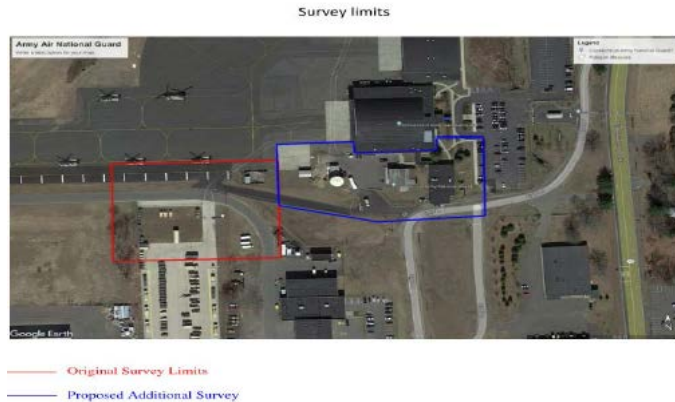 Survey limits
Army Air National Guard
Legend
Google Earth
Original Survey Limits
Proposed Additional Survey